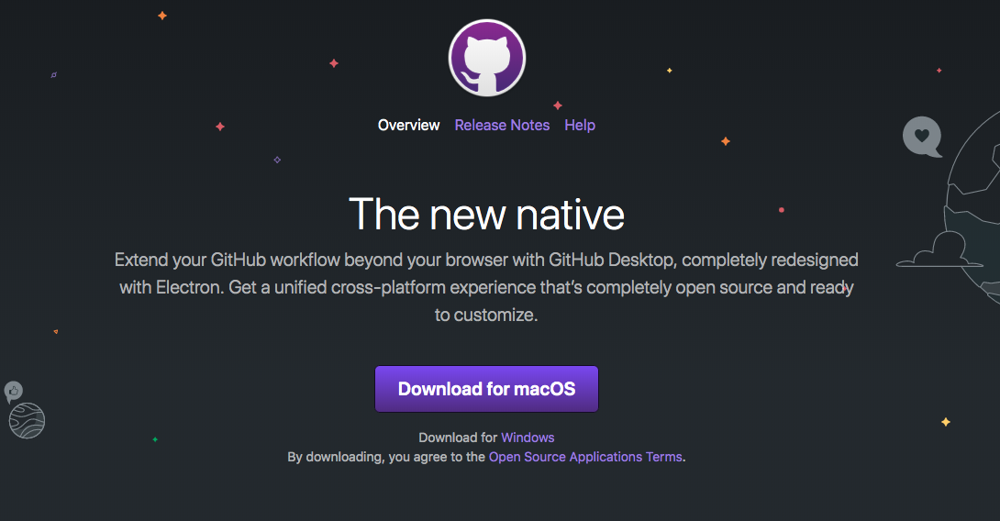 Overview Release Notes Help
The new native
Extend your GitHub workflow beyond your browser with GitHub Desktop, completely redesigned
with Electron. Get a unified cross-platform experience that's completely open source and ready
to customize.
Download for macOS
Download for Windows
By downloading, you agree to the Open Source Applications Terms.